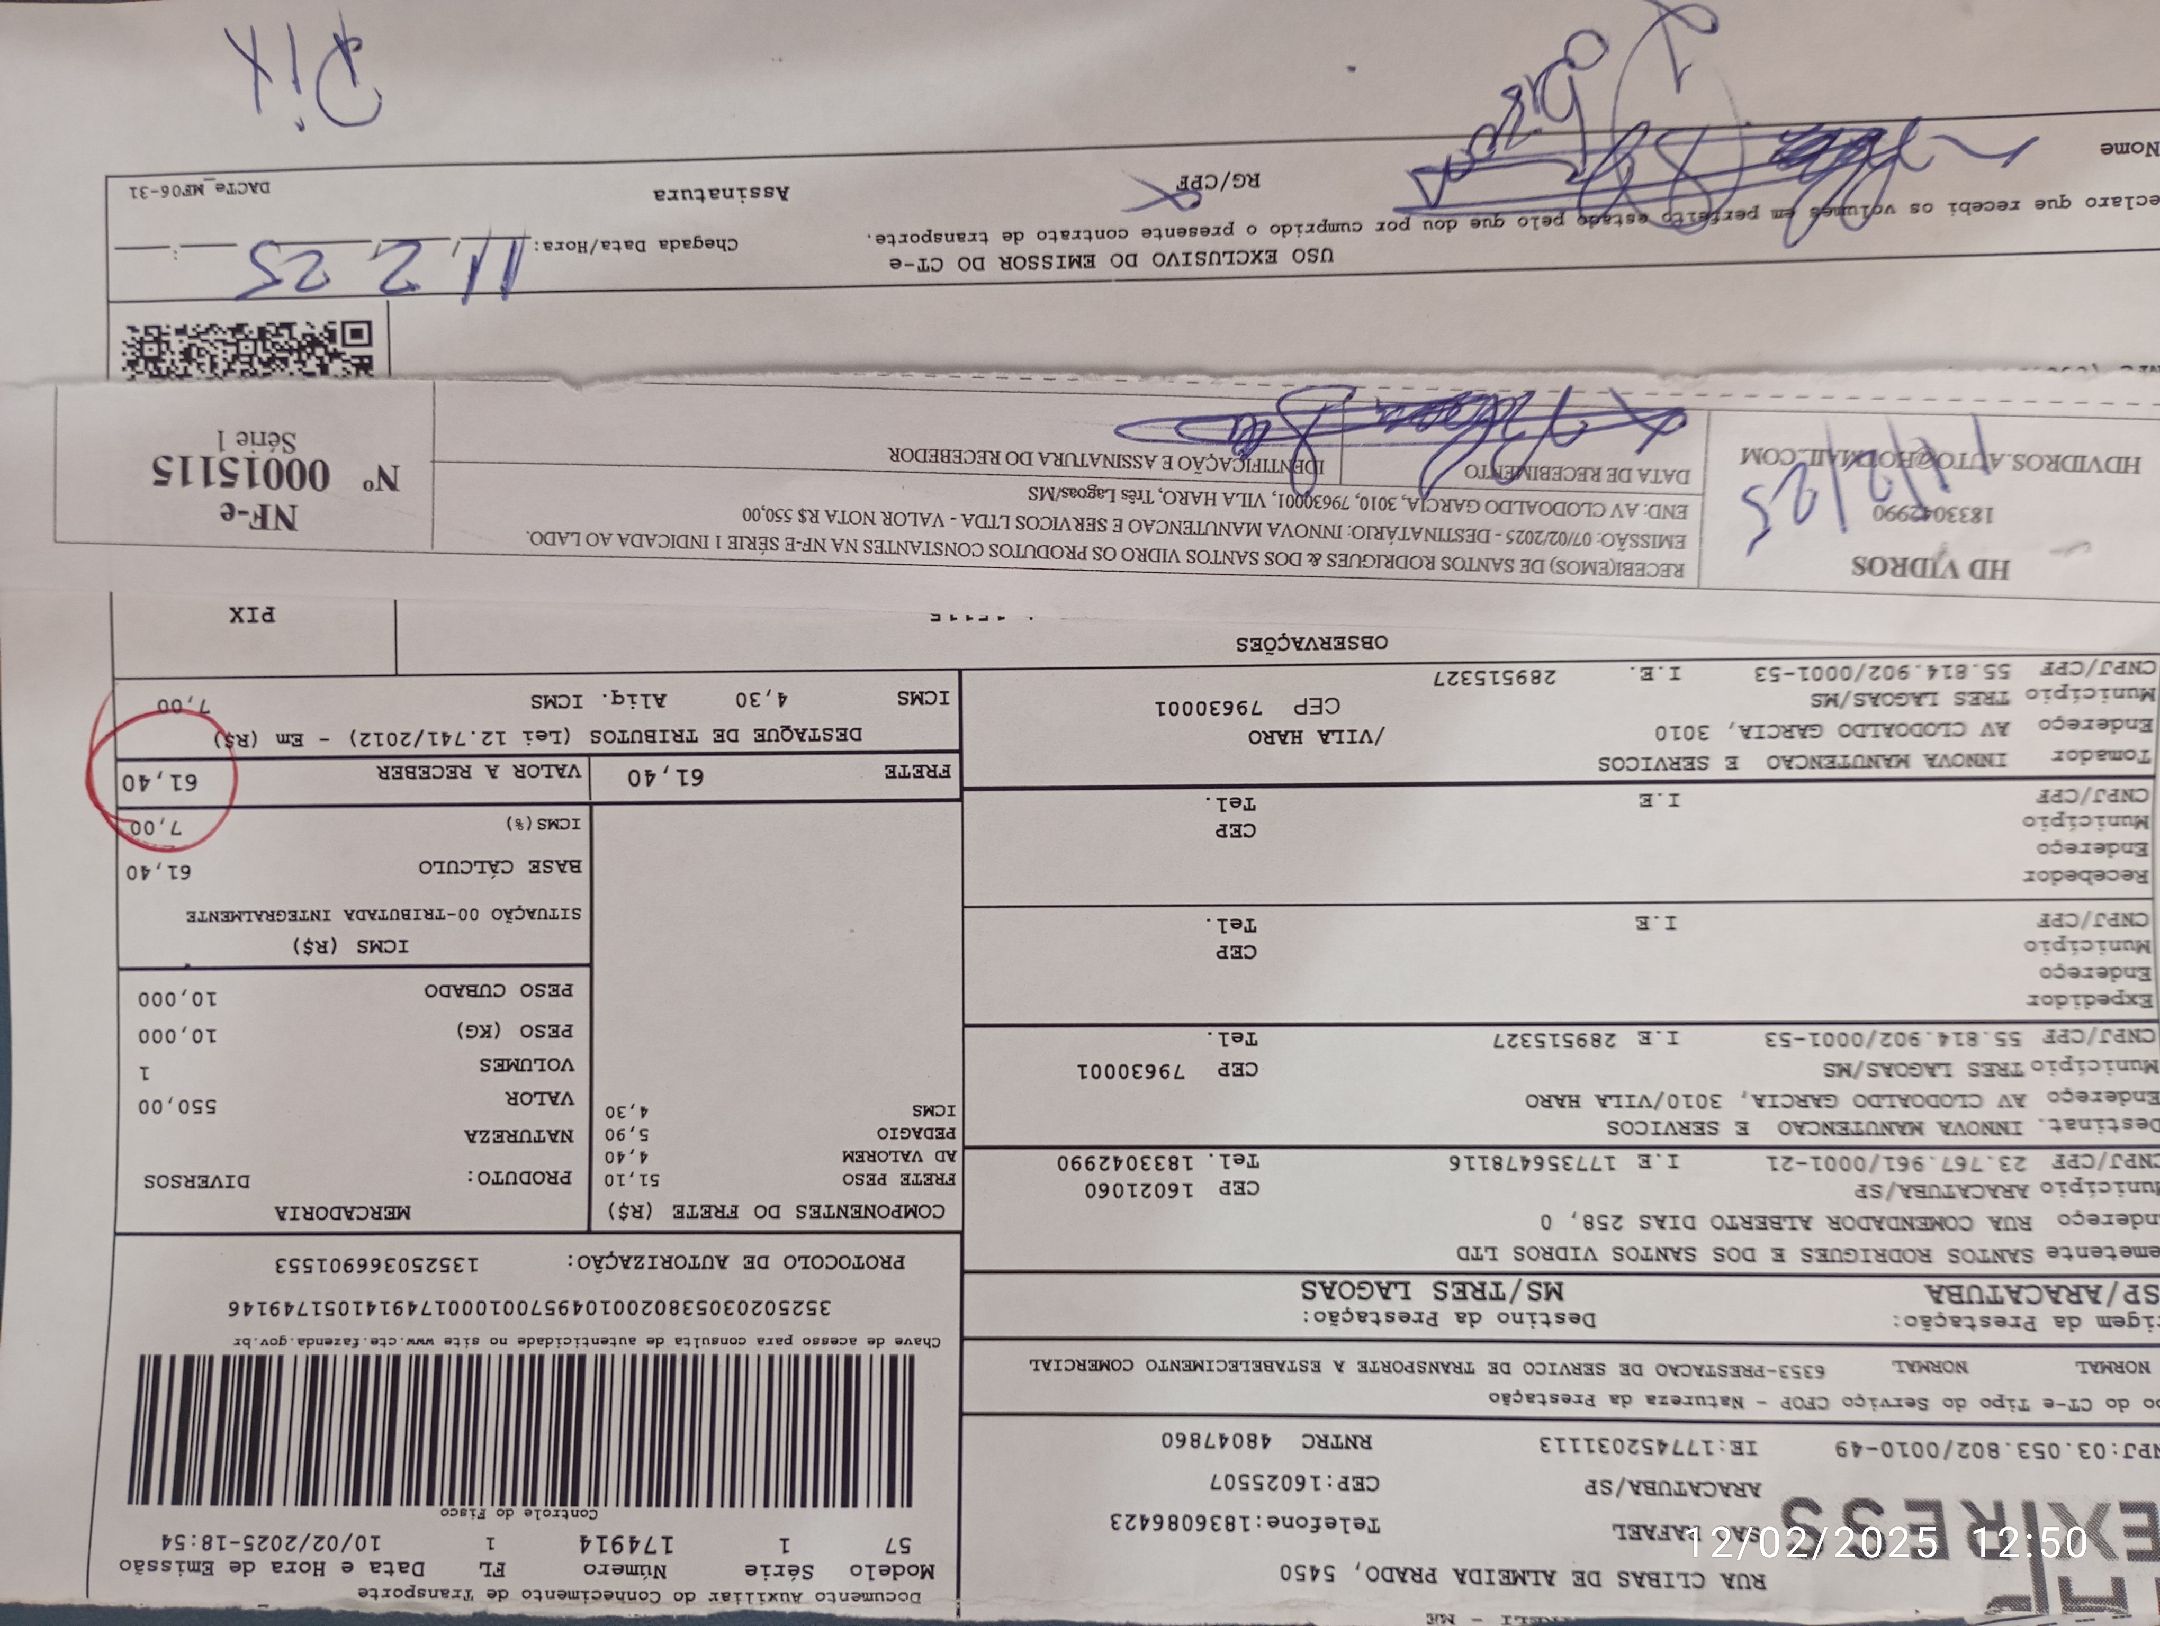 Documento Auxiliar do Conhecimento de Transporte
Modelo Série Número FL Data e Hora de Emissão
57 1 174914 1 10/02/2025-18:54
Controle do Fisco
Chave de acesso para consulta de autenticidade no site www.cte.fazenda.gov.br
35250203053802001049570010001749141051749146
PROTOCOLO DE AUTORIZAÇÃO: 135250366901553
- ME
RUA CLIBAS DE ALMEIDA PRADO, 5450
SAO RAFAEL Telefone:1836086423
ARACATUBA/SP CEP:16025507
NPJ:03.053.802/0010-49 IE:177452031113 RNTRC 48047860
po do CT-e Tipo do Serviço CFOP - Natureza da Prestação
NORMAL NORMAL 6353-PRESTACAO DE SERVICO DE TRANSPORTE A ESTABELECIMENTO COMERCIAL
rigem da Prestação: Destino da Prestação:
SP/ARACATUBA MS/TRES LAGOAS
emetente SANTOS RODRIGUES E DOS SANTOS VIDROS LTD
ndereço RUA COMENDADOR ALBERTO DIAS 258, 0
Município ARACATUBA/SP CEP 16021060
CNPJ/CPF 23.767.961/0001-21 I.E 177356478116 Tel. 1833042990
Destinat. INNOVA MANUTENCAO E SERVICOS
Endereço AV CLODOALDO GARCIA, 3010/VILA HARO
Município TRES LAGOAS/MS CEP 79630001
CNPJ/CPF 55.814.902/0001-53 I.E 289515327 Tel.
Expedidor
Endereço
Município CEP
CNPJ/CPF I.E Tel.
Recebedor
Endereço
Município CEP
CNPJ/CPF I.E Tel.
Tomador INNOVA MANUTENCAO E SERVICOS
Endereço AV CLODOALDO GARCIA, 3010 /VILA HARO
Município TRES LAGOAS/MS CEP 79630001
CNPJ/CPF 55.814.902/0001-53 I.E. 289515327
COMPONENTES DO FRETE (R$)
FRETE PESO 51,10
AD VALOREM 4,40
PEDAGIO 5,90
ICMS 4,30
MERCADORIA
PRODUTO: DIVERSOS
NATUREZA
VALOR 550,00
VOLUMES 1
PESO (KG) 10,000
PESO CUBADO 10,000
ICMS (R$)
SITUAÇÃO 00-TRIBUTADA INTEGRALMENTE
BASE CÁLCULO 61,40
ICMS(%) 7,00
FRETE 61,40 VALOR A RECEBER 61,40
DESTAQUE DE TRIBUTOS (Lei 12.741/2012) - Em (R$)
ICMS 4,30 Aliq. ICMS 7,00
OBSERVAÇÕES
PIX
HD VIDROS
1833042990
HDVIDROS.AUTO@HOTMAIL.COM
11/2/25
RECEBI(EMOS) DE SANTOS RODRIGUES & DOS SANTOS VIDRO OS PRODUTOS CONSTANTES NA NF-E SÉRIE 1 INDICADA AO LADO.
EMISSÃO: 07/02/2025 - DESTINATÁRIO: INNOVA MANUTENCAO E SERVICOS LTDA - VALOR NOTA R$ 550,00
END: AV CLODOALDO GARCIA, 3010, 79630001, VILA HARO, Três Lagoas/MS
DATA DE RECEBIMENTO IDENTIFICAÇÃO E ASSINATURA DO RECEBEDOR
NF-e
Nº 00015115
Série 1
USO EXCLUSIVO DO EMISSOR DO CT-e
eclaro que recebi os volumes em perfeito estado pelo que dou por cumprido o presente contrato de transporte.
Chegada Data/Hora: 11 2 25 :
Nome RG/CPF Assinatura
DACTe_MF06-31
PiX
12/02/2025 12:50